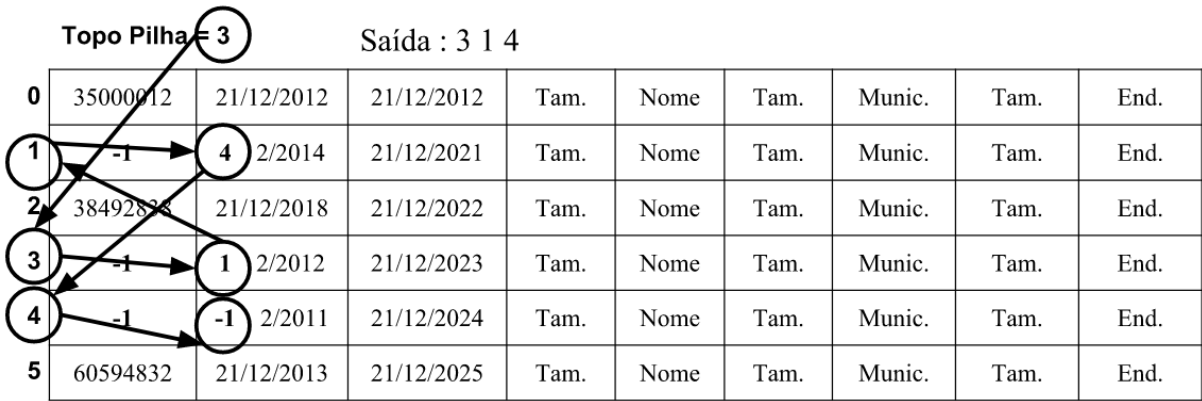 Topo Pilha = 3 Saída : 3 1 4
0 35000012 21/12/2012 21/12/2012 Tam. Nome Tam. Munic. Tam. End.
1 -1 4 2/2014 21/12/2021 Tam. Nome Tam. Munic. Tam. End.
2 38492838 21/12/2018 21/12/2022 Tam. Nome Tam. Munic. Tam. End.
3 -1 1 2/2012 21/12/2023 Tam. Nome Tam. Munic. Tam. End.
4 -1 -1 2/2011 21/12/2024 Tam. Nome Tam. Munic. Tam. End.
5 60594832 21/12/2013 21/12/2025 Tam. Nome Tam. Munic. Tam. End.